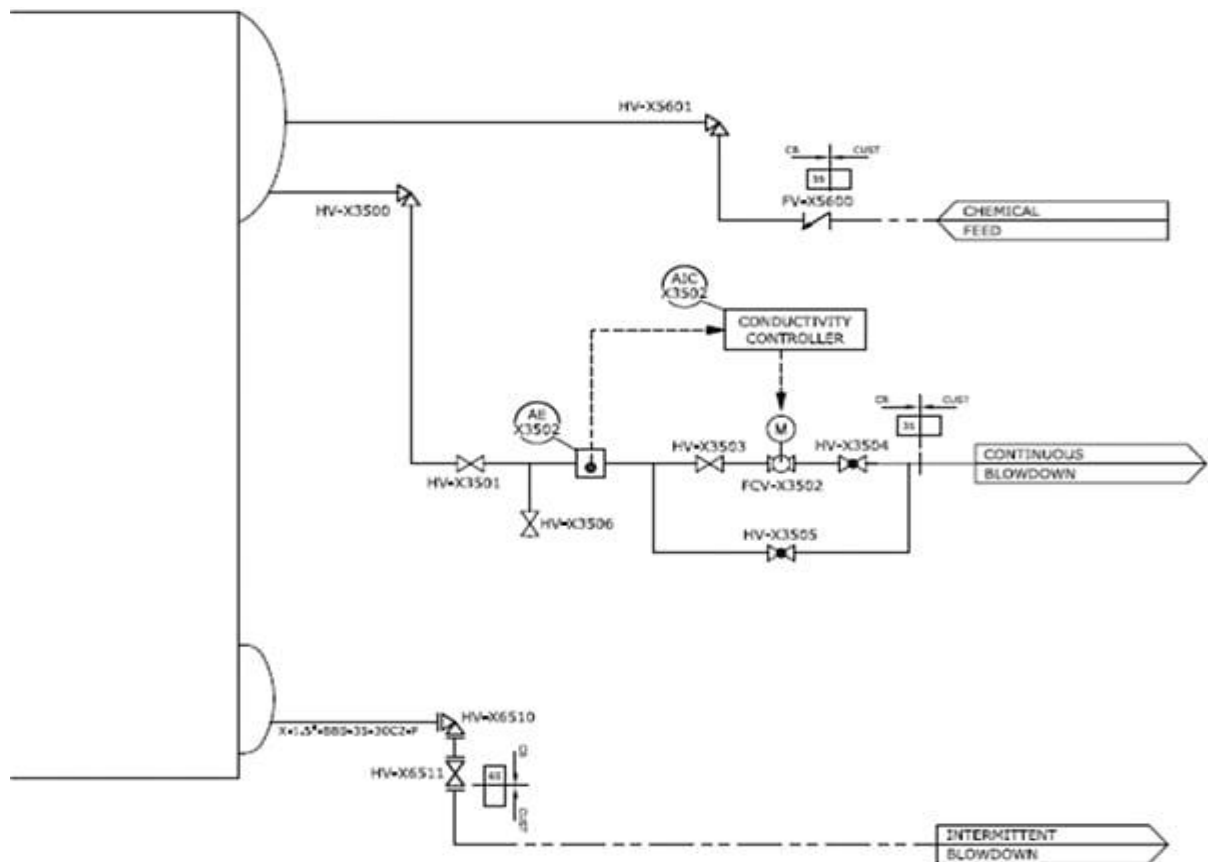 HV-X5601
CB CUST
HV-X3500
FV-X5600
CHEMICAL
FEED
AIC
X3502
CONDUCTIVITY
CONTROLLER
AE
X3502
M
CB CUST
HV-X3503
HV-X3504
CONTINUOUS
BLOWDOWN
HV-X3501
FCV-X3502
HV-X3506
HV-X3505
HV-X6510
HV-X6511
CB
CUST
INTERMITTENT
BLOWDOWN